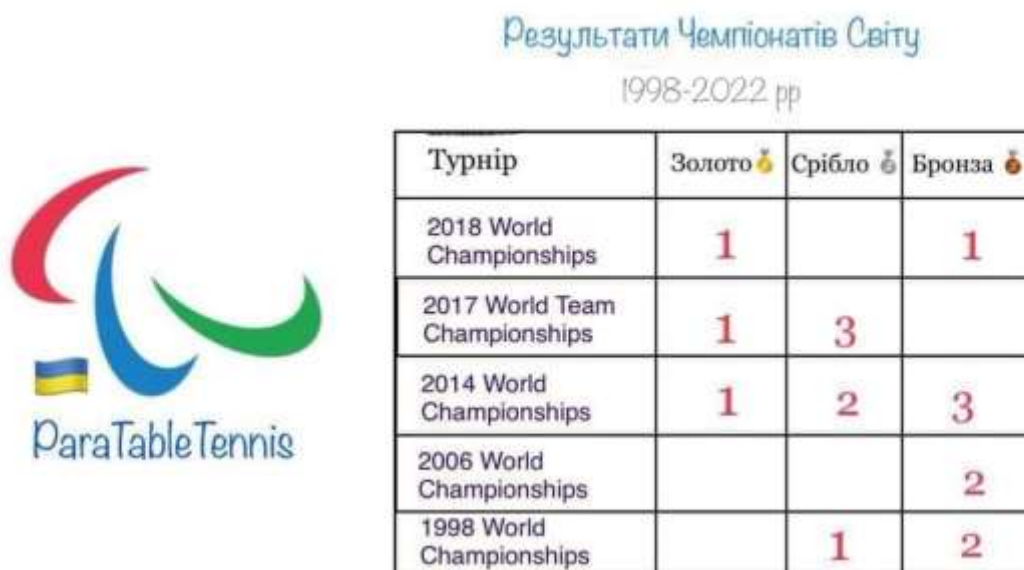 Результати Чемпіонатів Світу
1998-2022 рр
ParaTableTennis
Турнір Золото Срібло Бронза
2018 World
Championships 1 1
2017 World Team
Championships 1 3
2014 World
Championships 1 2 3
2006 World
Championships 2
1998 World
Championships 1 2